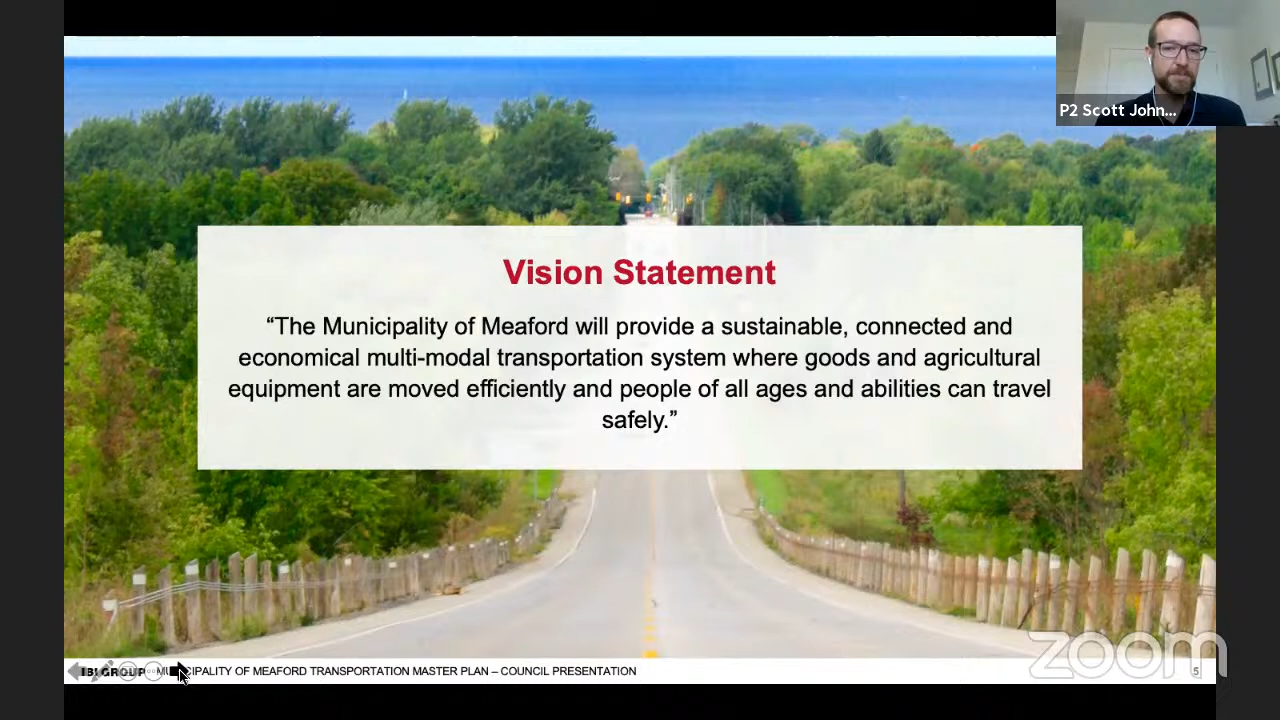 P2 Scott John...
Vision Statement
“The Municipality of Meaford will provide a sustainable, connected and
economical multi-modal transportation system where goods and agricultural
equipment are moved efficiently and people of all ages and abilities can travel
safely.”
zoom
IBI GROUP MUNICIPALITY OF MEAFORD TRANSPORTATION MASTER PLAN – COUNCIL PRESENTATION
5